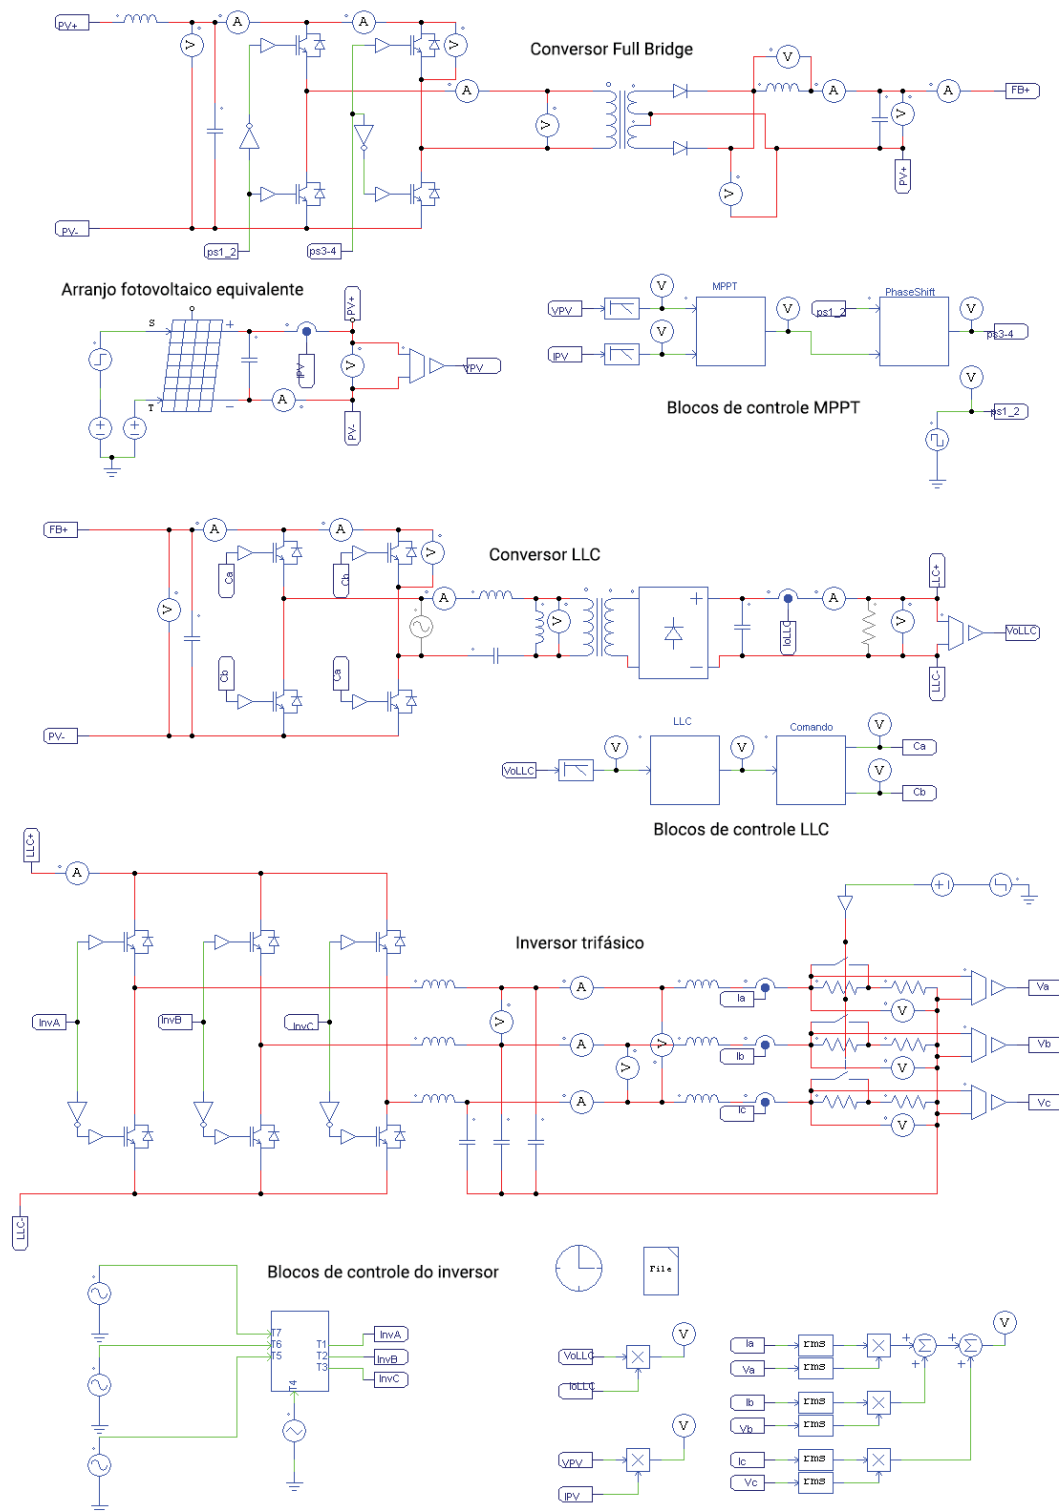 PV+
A
A
V
V
Conversor Full Bridge
V
A
A
A
FB+
V
V
V
PV+
PV-
ps1_2
ps3-4
Arranjo fotovoltaico equivalente
PV+
S
+
IPV
V
VPV
T
−
A
PV-
MPPT
PhaseShift
V
VPV
V
V
ps1_2
V
ps3-4
IPV
V
ps1_2
Blocos de controle MPPT
FB+
A
A
V
Conversor LLC
Ca
Cb
V
A
V
+
−
IoLLC
A
V
LLC+
VoLLC
LLC-
Cb
Ca
PV-
LLC
Comando
V
V
V
Ca
V
Cb
VoLLC
Blocos de controle LLC
LLC+
A
Inversor trifásico
InvA
InvB
InvC
V
A
A
A
V
V
Ia
Ib
Ic
V
V
V
Va
Vb
Vc
LLC-
Blocos de controle do inversor
File
T7
T6
T5
T4
T1
T2
T3
InvA
InvB
InvC
VoLLC
IoLLC
V
VPV
IPV
V
Ia
rms
Va
rms
Ib
rms
Vb
rms
Ic
rms
Vc
rms
+
+
Σ
+
+
Σ
V